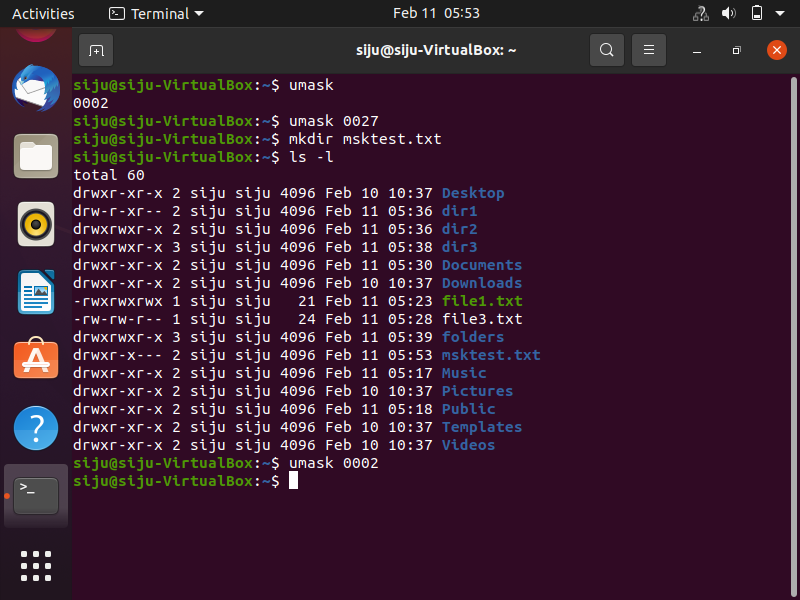 Activities Terminal Feb 11 05:53
siju@siju-VirtualBox: ~
siju@siju-VirtualBox:~$ umask
0002
siju@siju-VirtualBox:~$ umask 0027
siju@siju-VirtualBox:~$ mkdir msktest.txt
siju@siju-VirtualBox:~$ ls -l
total 60
drwxr-xr-x 2 siju siju 4096 Feb 10 10:37 Desktop
drw-r-xr-- 2 siju siju 4096 Feb 11 05:36 dir1
drwxrwxr-x 2 siju siju 4096 Feb 11 05:36 dir2
drwxrwxr-x 3 siju siju 4096 Feb 11 05:38 dir3
drwxr-xr-x 2 siju siju 4096 Feb 11 05:30 Documents
drwxr-xr-x 2 siju siju 4096 Feb 10 10:37 Downloads
-rwxrwxrwx 1 siju siju   21 Feb 11 05:23 file1.txt
-rw-rw-r-- 1 siju siju   24 Feb 11 05:28 file3.txt
drwxrwxr-x 3 siju siju 4096 Feb 11 05:39 folders
drwxr-x--- 2 siju siju 4096 Feb 11 05:53 msktest.txt
drwxr-xr-x 2 siju siju 4096 Feb 11 05:17 Music
drwxr-xr-x 2 siju siju 4096 Feb 10 10:37 Pictures
drwxr-xr-x 2 siju siju 4096 Feb 11 05:18 Public
drwxr-xr-x 2 siju siju 4096 Feb 10 10:37 Templates
drwxr-xr-x 2 siju siju 4096 Feb 10 10:37 Videos
siju@siju-VirtualBox:~$ umask 0002
siju@siju-VirtualBox:~$